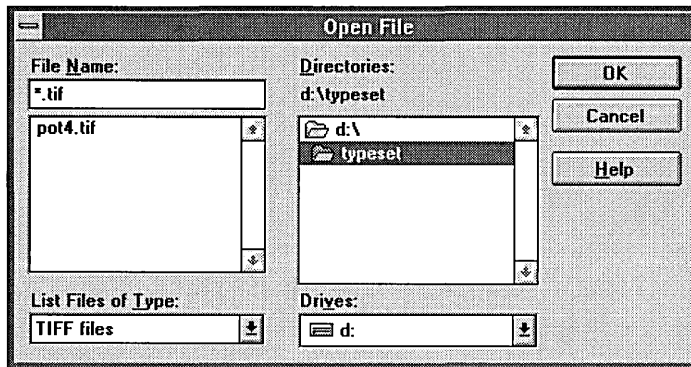 Open File
File Name:
*.tif
pot4.tif
List Files of Type:
TIFF files
Directories:
d:\typeset
d:\
typeset
Drives:
d:
OK
Cancel
Help